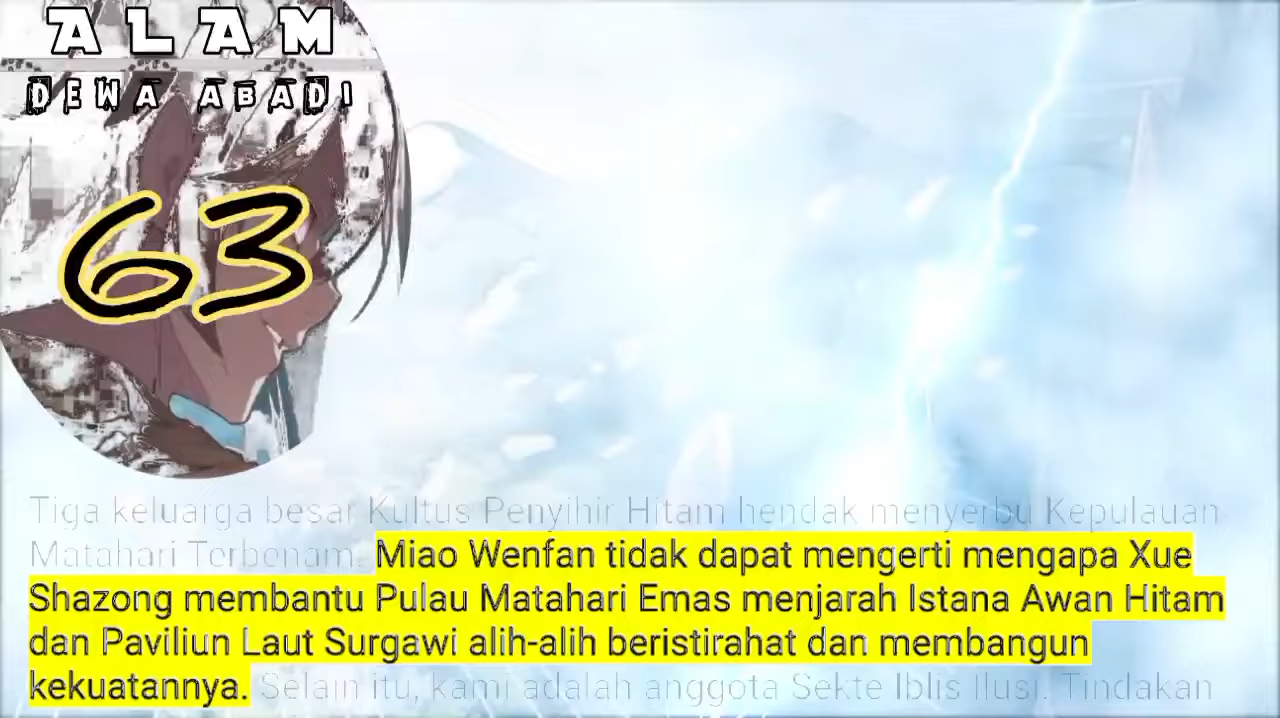 ALAM
DEWA ABADI
63
Tiga keluarga besar Kultus Penyihir Hitam hendak menyerbu Kepulauan
Matahari Terbenam. Miao Wenfan tidak dapat mengerti mengapa Xue
Shazong membantu Pulau Matahari Emas menjarah Istana Awan Hitam
dan Paviliun Laut Surgawi alih-alih beristirahat dan membangun
kekuatannya. Selain itu, kami adalah anggota Sekte Iblis Ilusi. Tindakan